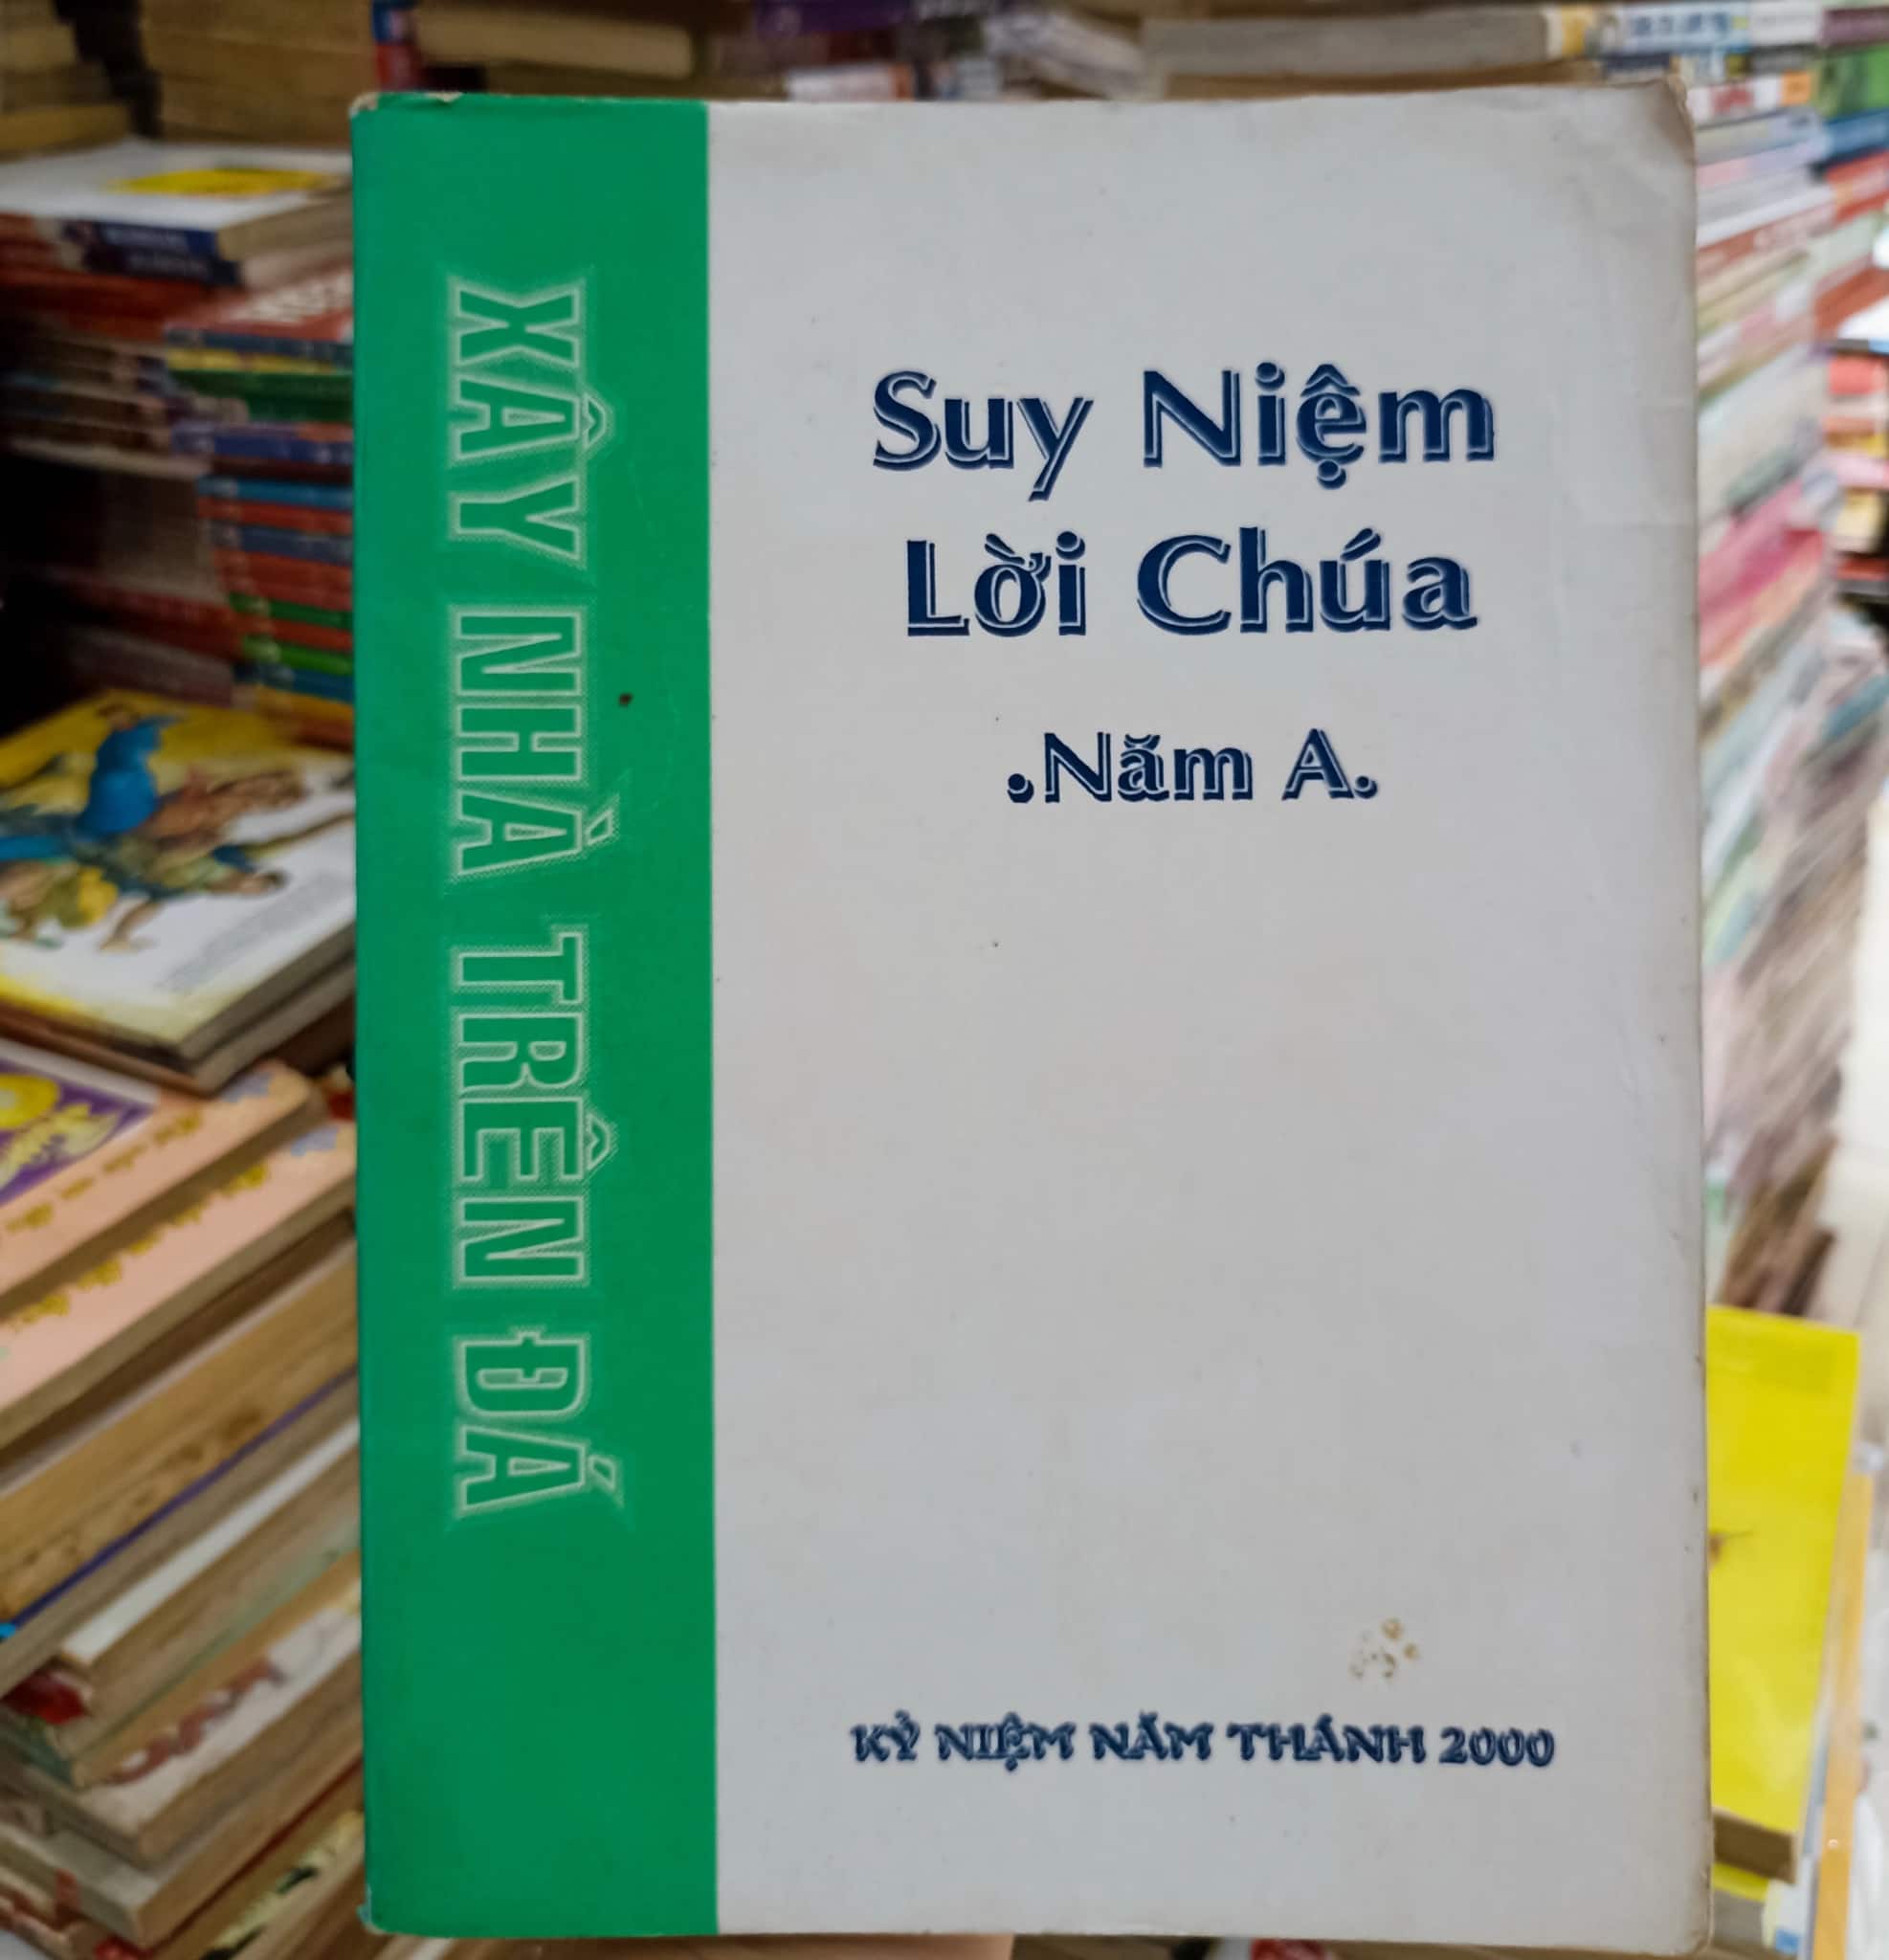 XÂY NHÀ TRÊN ĐÁ
Suy Niệm
Lời Chúa
.Năm A.
KỶ NIỆM NĂM THÁNH 2000